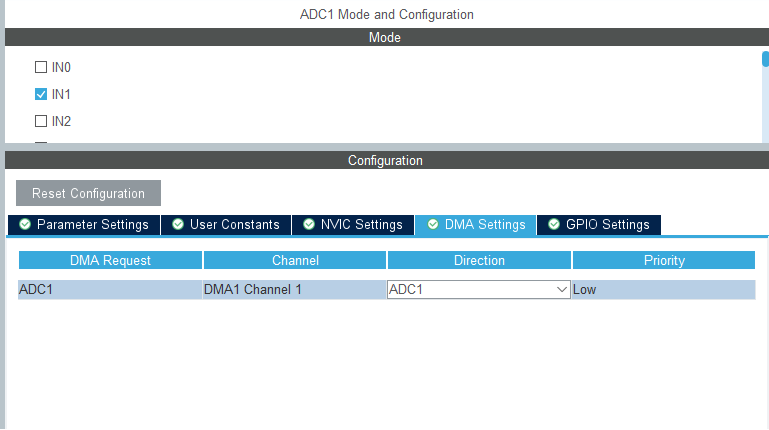 ADC1 Mode and Configuration
Mode
IN0
IN1
IN2
Configuration
Reset Configuration
Parameter Settings User Constants NVIC Settings DMA Settings GPIO Settings
DMA Request Channel Direction Priority
ADC1 DMA1 Channel 1 ADC1 Low